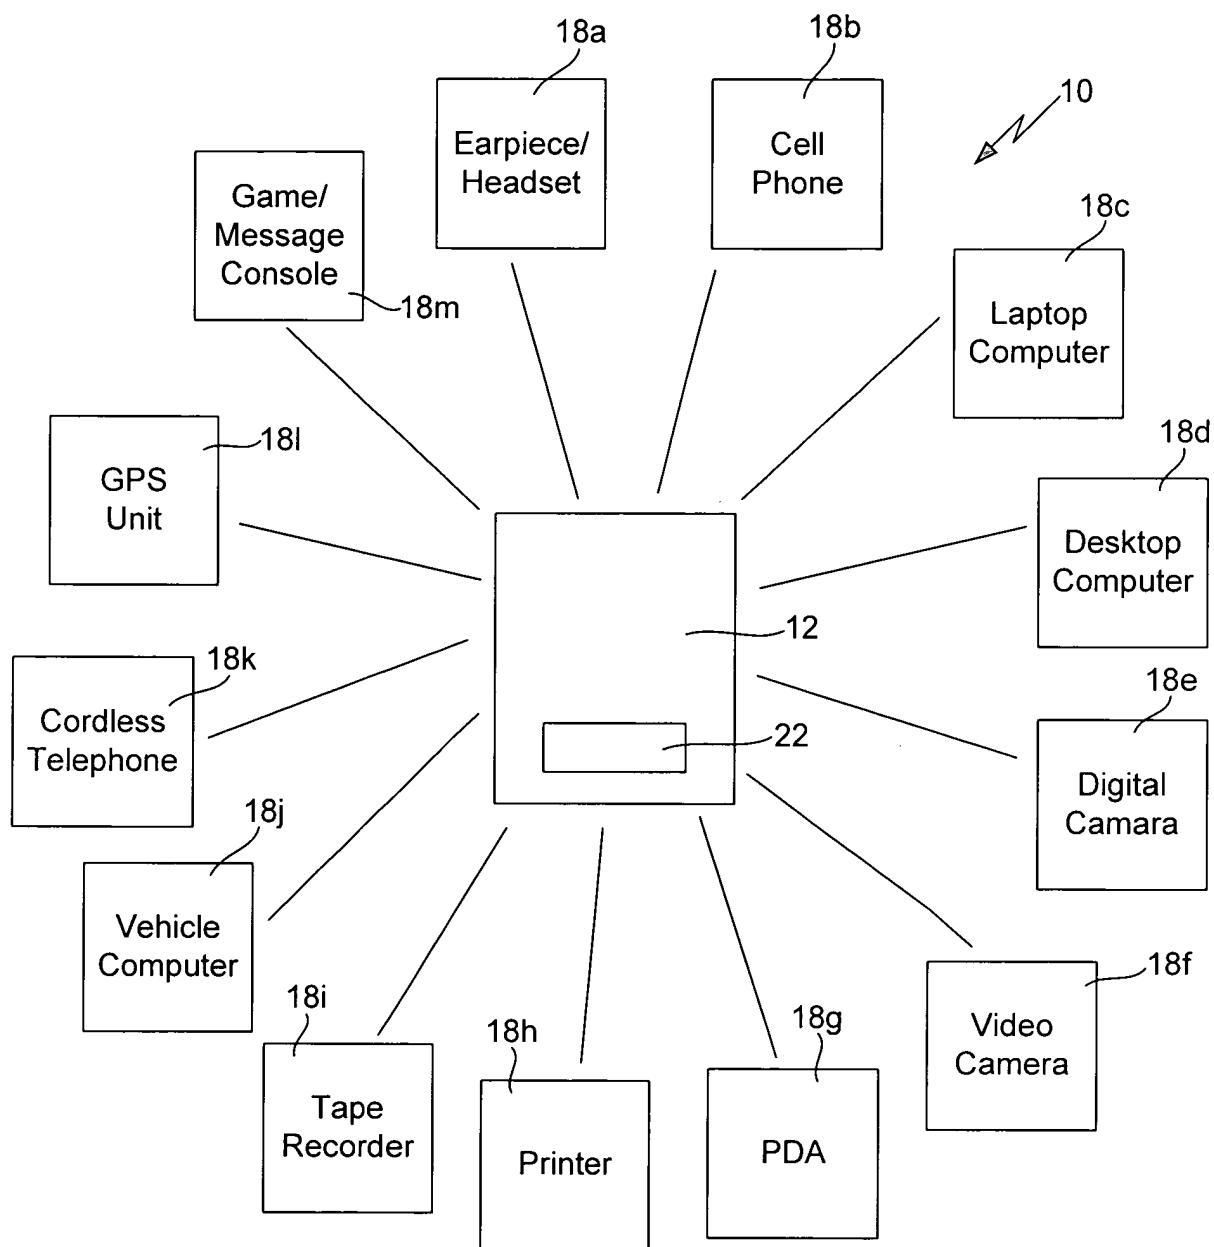 18a
18b
10
Earpiece/
Headset
Cell
Phone
Game/
Message
Console
18m
18c
Laptop
Computer
18l
GPS
Unit
18d
Desktop
Computer
12
18k
Cordless
Telephone
22
18e
Digital
Camara
18j
Vehicle
Computer
18f
Video
Camera
18i
Tape
Recorder
18h
Printer
18g
PDA